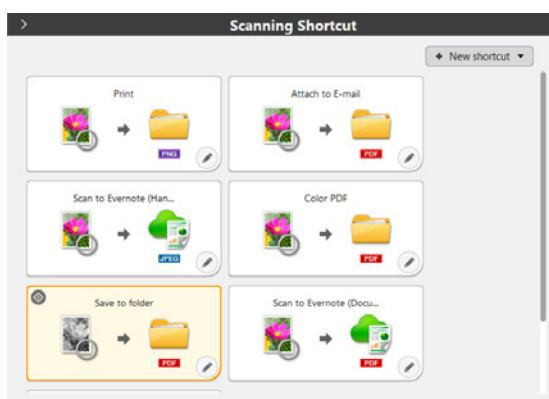 Scanning Shortcut
New shortcut
Print
PNG
Attach to E-mail
PDF
Scan to Evernote (Han...
JPEG
Color PDF
PDF
Save to folder
PDF
Scan to Evernote (Docu...
PDF